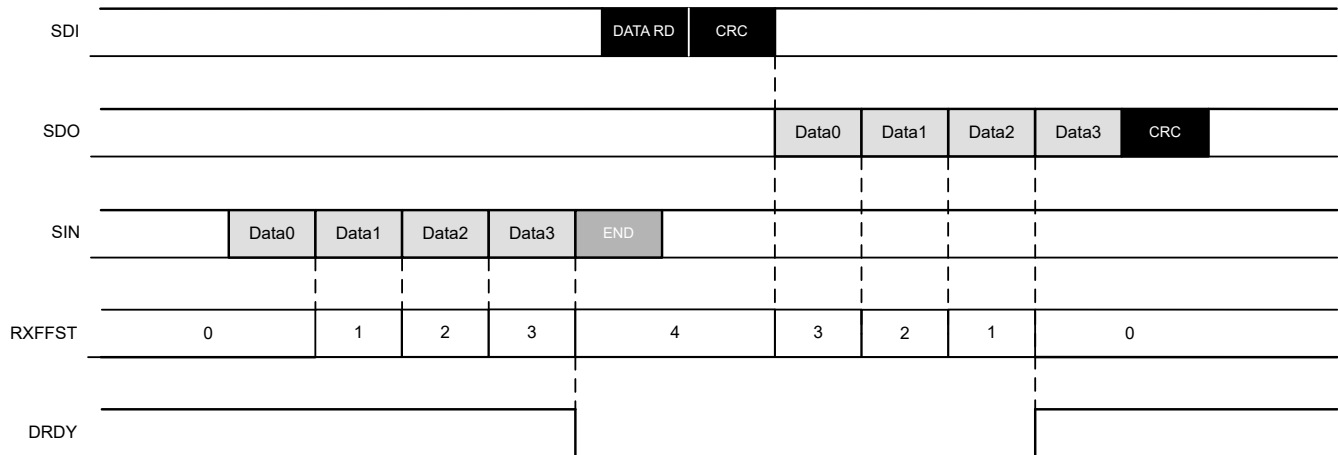 SDI DATA RD CRC
SDO Data0 Data1 Data2 Data3 CRC
SIN Data0 Data1 Data2 Data3 END
RXFFST 0 1 2 3 4 3 2 1 0
DRDY